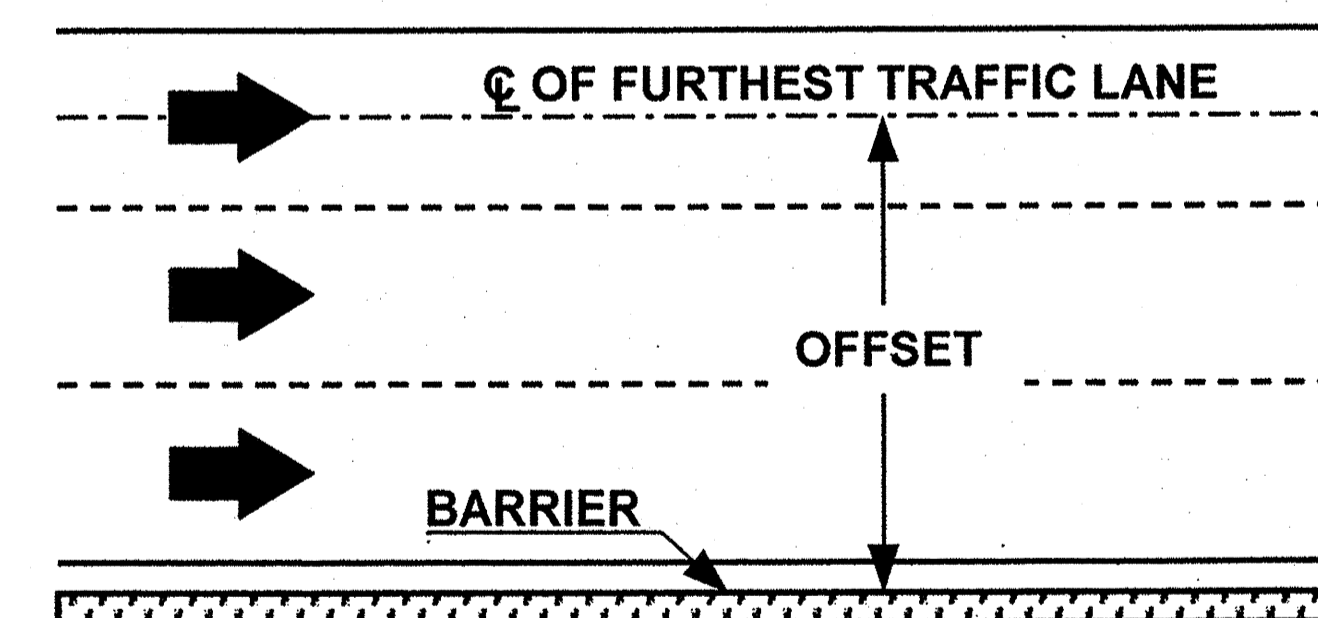 ℄ OF FURTHEST TRAFFIC LANE
OFFSET
BARRIER